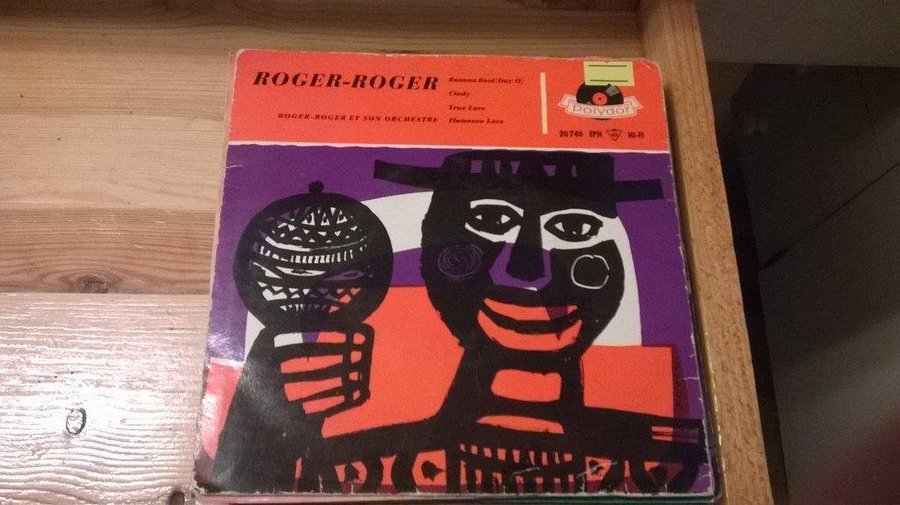 ROGER-ROGER
Banana Boat (Day-O)
Cindy
True Love
ROGER-ROGER ET SON ORCHESTRE
Flamenco Love
polydor
20746 EPH HI-FI